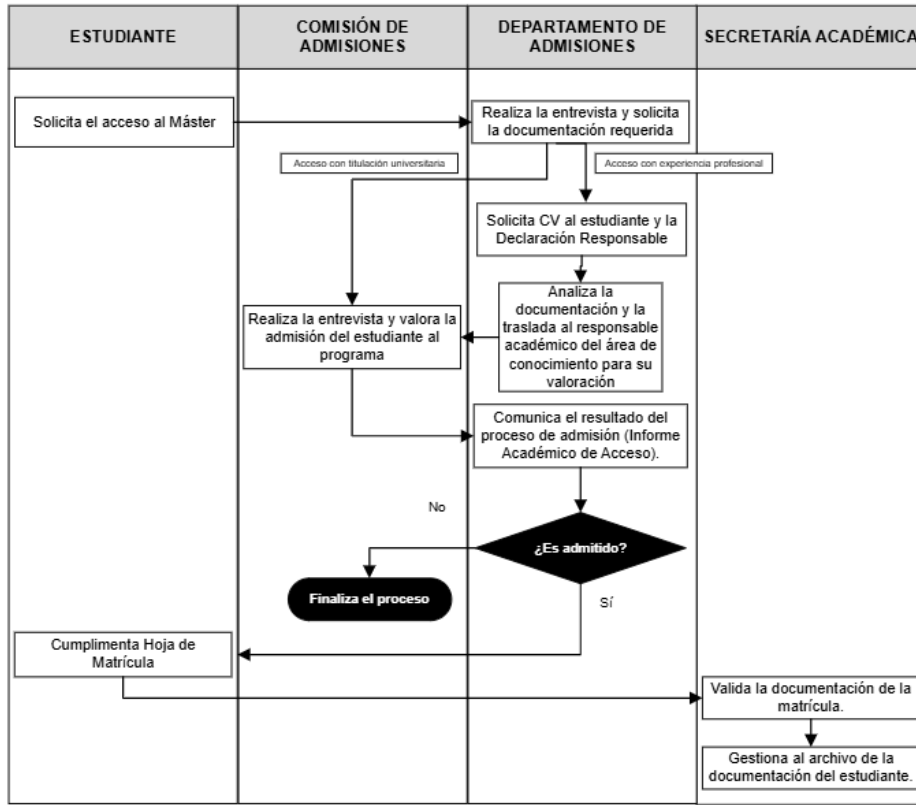 ESTUDIANTE
COMISIÓN DE
ADMISIONES
DEPARTAMENTO DE
ADMISIONES
SECRETARÍA ACADÉMICA
Solicita el acceso al Máster
Realiza la entrevista y solicita
la documentación requerida
Acceso con titulación universitaria
Acceso con experiencia profesional
Solicita CV al estudiante y la
Declaración Responsable
Realiza la entrevista y valora la
admisión del estudiante al
programa
Analiza la
documentación y la
traslada al responsable
académico del área de
conocimiento para su
valoración
Comunica el resultado del
proceso de admisión (Informe
Académico de Acceso).
No
¿Es admitido?
Finaliza el proceso
Sí
Cumplimenta Hoja de
Matrícula
Valida la documentación de la
matrícula.
Gestiona al archivo de la
documentación del estudiante.